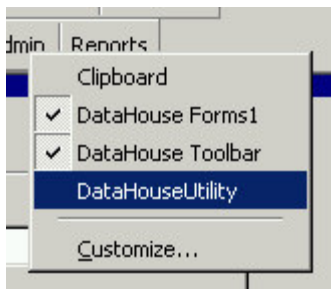 dmin Reports
Clipboard
DataHouse Forms1
DataHouse Toolbar
DataHouseUtility
Customize...